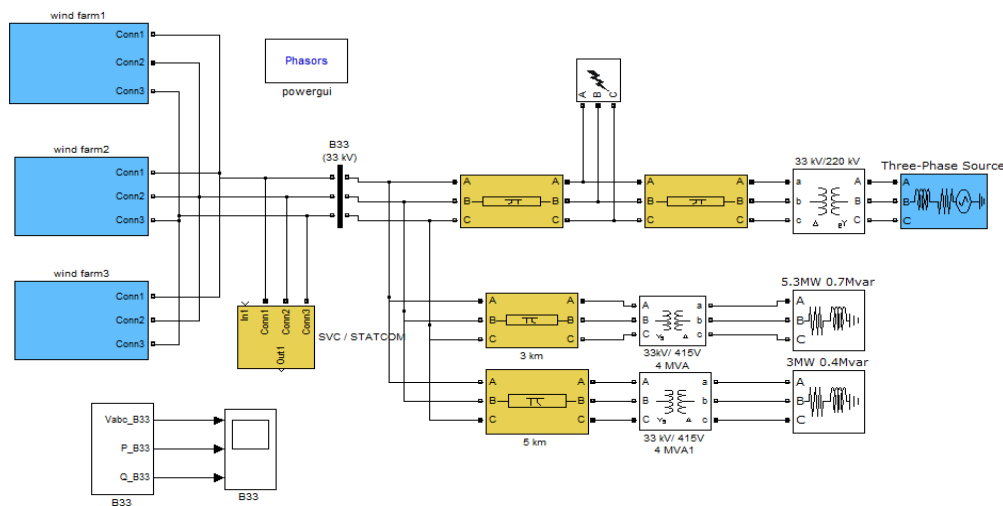 wind farm1
Conn1
Conn2
Conn3
Phasors
powergui
A
B
C
B33
(33 kV)
wind farm2
Conn1
Conn2
Conn3
A
B
C
A
B
C
A
B
C
A
B
C
33 kV/220 kV
a
b
c
A
B
C
Δ
Three-Phase Source
A
B
C
wind farm3
Conn1
Conn2
Conn3
In1
Conn1
Conn2
Conn3
Out1
SVC / STATCOM
A
B
C
A
B
C
3 km
A
B
C
a
b
c
Yg
Δ
33kV/ 415V
4 MVA
5.3MW 0.7Mvar
A
B
C
A
B
C
A
B
C
5 km
A
B
C
a
b
c
Yg
Δ
33 kV/ 415V
4 MVA1
3MW 0.4Mvar
A
B
C
Vabc_B33
P_B33
Q_B33
B33
B33